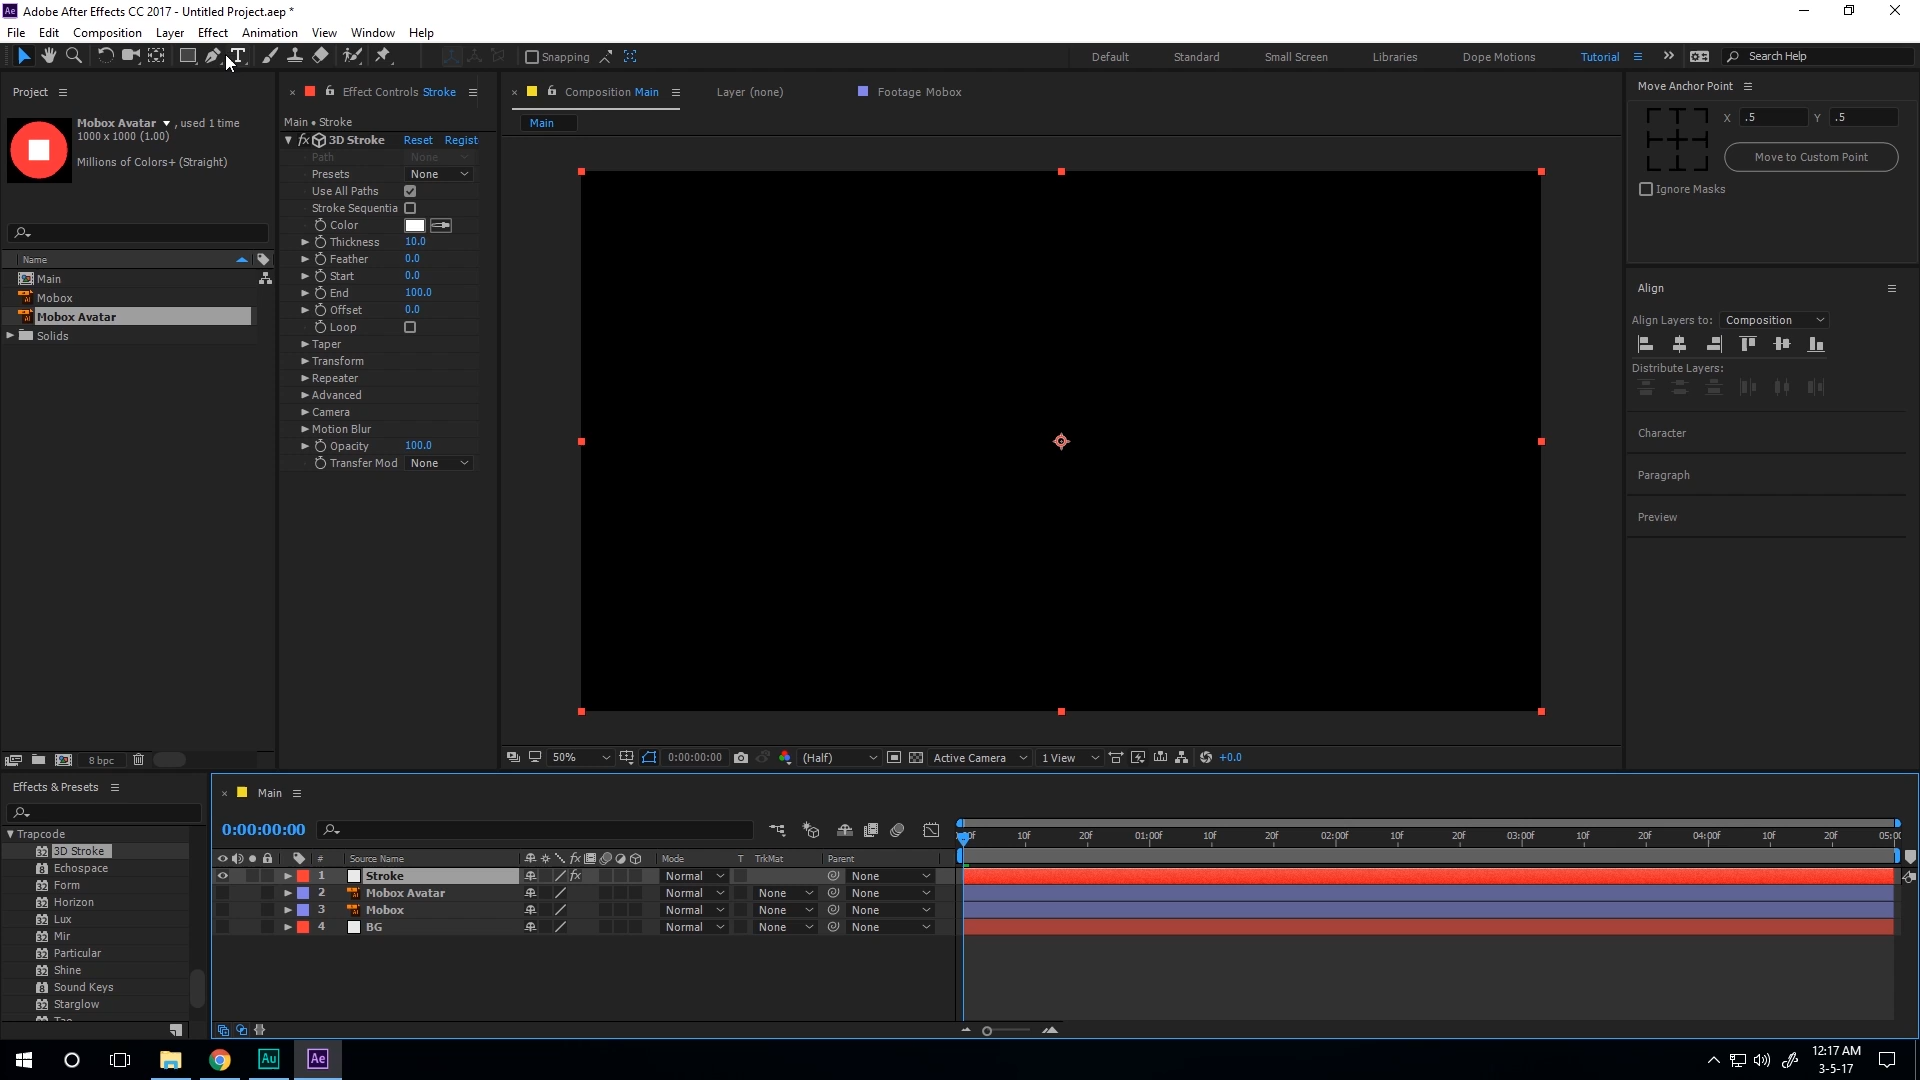 Adobe After Effects CC 2017 - Untitled Project.aep *
File Edit Composition Layer Effect Animation View Window Help
Snapping
Default Standard Small Screen Libraries Dope Motions Tutorial Search Help
Project
Mobox Avatar , used 1 time
1000 x 1000 (1.00)
Millions of Colors+ (Straight)
Name
Main
Mobox
Mobox Avatar
Solids
8 bpc
Effect Controls Stroke
Main • Stroke
fx 3D Stroke Reset Regist
Path None
Presets None
Use All Paths
Stroke Sequentia
Color
Thickness 10.0
Feather 0.0
Start 0.0
End 100.0
Offset 0.0
Loop
Taper
Transform
Repeater
Advanced
Camera
Motion Blur
Opacity 100.0
Transfer Mod None
Composition Main Layer (none) Footage Mobox
Main
50% 0:00:00:00 (Half) Active Camera 1 View +0.0
Move Anchor Point
X .5 Y .5
Move to Custom Point
Ignore Masks
Align
Align Layers to: Composition
Distribute Layers:
Character
Paragraph
Preview
Effects & Presets
Trapcode
3D Stroke
Echospace
Form
Horizon
Lux
Mir
Particular
Shine
Sound Keys
Starglow
Main
0:00:00:00
10f 20f 01:00f 10f 20f 02:00f 10f 20f 03:00f 10f 20f 04:00f 10f 20f
# Source Name fx Mode T TrkMat Parent
1 Stroke fx Normal None
2 Mobox Avatar Normal None None
3 Mobox Normal None None
4 BG Normal None None
Au Ae
12:17 AM
3-5-17